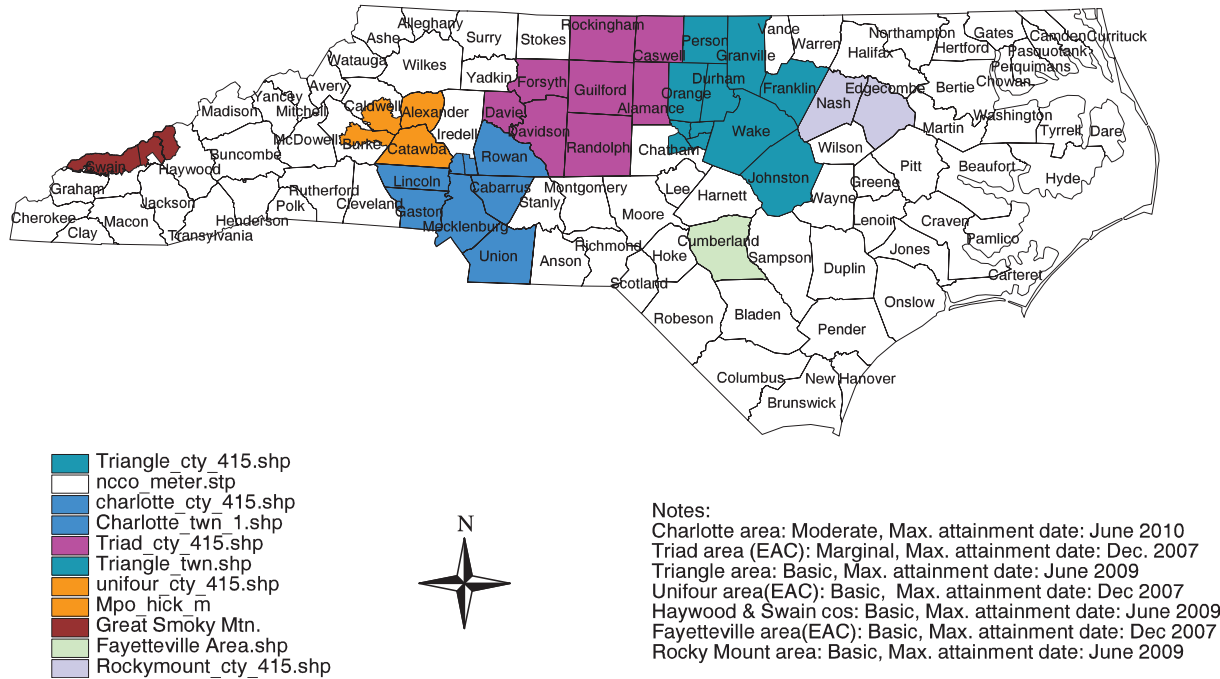 Alleghany
Ashe
Surry
Stokes
Rockingham
Caswell
Person
Granville
Vance
Warren
Northampton
Halifax
Gates
Hertford
Camden
Currituck
Pasquotank
Perquimans
Chowan
Bertie
Watauga
Wilkes
Yadkin
Forsyth
Guilford
Alamance
Orange
Durham
Franklin
Nash
Edgecombe
Martin
Washington
Tyrrell
Dare
Madison
Yancey
Mitchell
Avery
Caldwell
Alexander
Davie
Davidson
Randolph
Iredell
Chatham
Wake
Wilson
Swain
Haywood
Buncombe
McDowell
Burke
Catawba
Rowan
Johnston
Pitt
Beaufort
Hyde
Graham
Jackson
Rutherford
Polk
Cleveland
Lincoln
Cabarrus
Stanly
Montgomery
Lee
Harnett
Wayne
Greene
Cherokee
Clay
Macon
Henderson
Transylvania
Gaston
Mecklenburg
Moore
Lenoir
Craven
Pamlico
Union
Anson
Richmond
Hoke
Cumberland
Sampson
Duplin
Jones
Carteret
Scotland
Onslow
Robeson
Bladen
Pender
Columbus
New Hanover
Brunswick
Triangle_cty_415.shp
ncco_meter.stp
charlotte_cty_415.shp
Charlotte_twn_1.shp
Triad_cty_415.shp
Triangle_twn.shp
unifour_cty_415.shp
Mpo_hick_m
Great Smoky Mtn.
Fayetteville Area.shp
Rockymount_cty_415.shp
N
Notes:
Charlotte area: Moderate, Max. attainment date: June 2010
Triad area (EAC): Marginal, Max. attainment date: Dec. 2007
Triangle area: Basic, Max. attainment date: June 2009
Unifour area(EAC): Basic, Max. attainment date: Dec 2007
Haywood & Swain cos: Basic, Max. attainment date: June 2009
Fayetteville area(EAC): Basic, Max. attainment date: Dec 2007
Rocky Mount area: Basic, Max. attainment date: June 2009